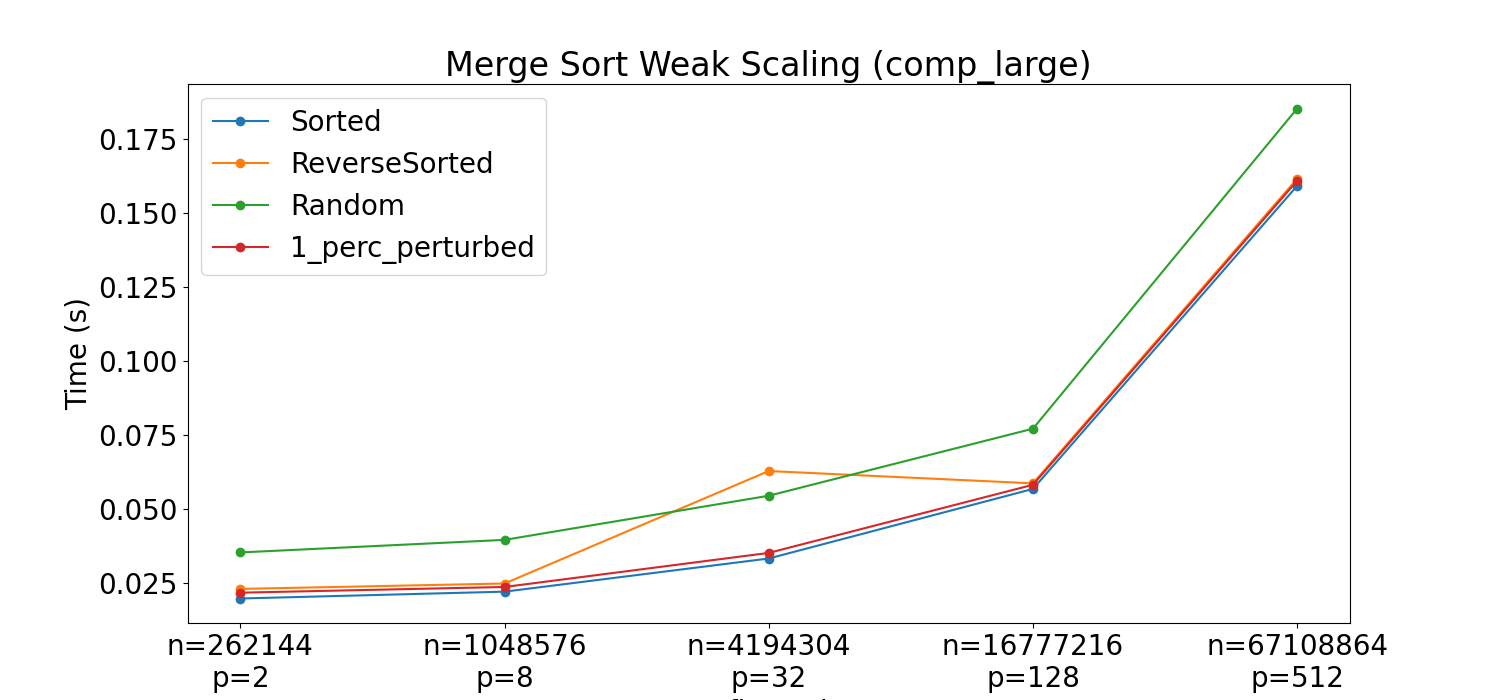 Merge Sort Weak Scaling (comp_large)
Sorted
ReverseSorted
Random
1_perc_perturbed
Time (s)
0.175
0.150
0.125
0.100
0.075
0.050
0.025
n=262144 n=1048576 n=4194304 n=16777216 n=67108864
p=2 p=8 p=32 p=128 p=512